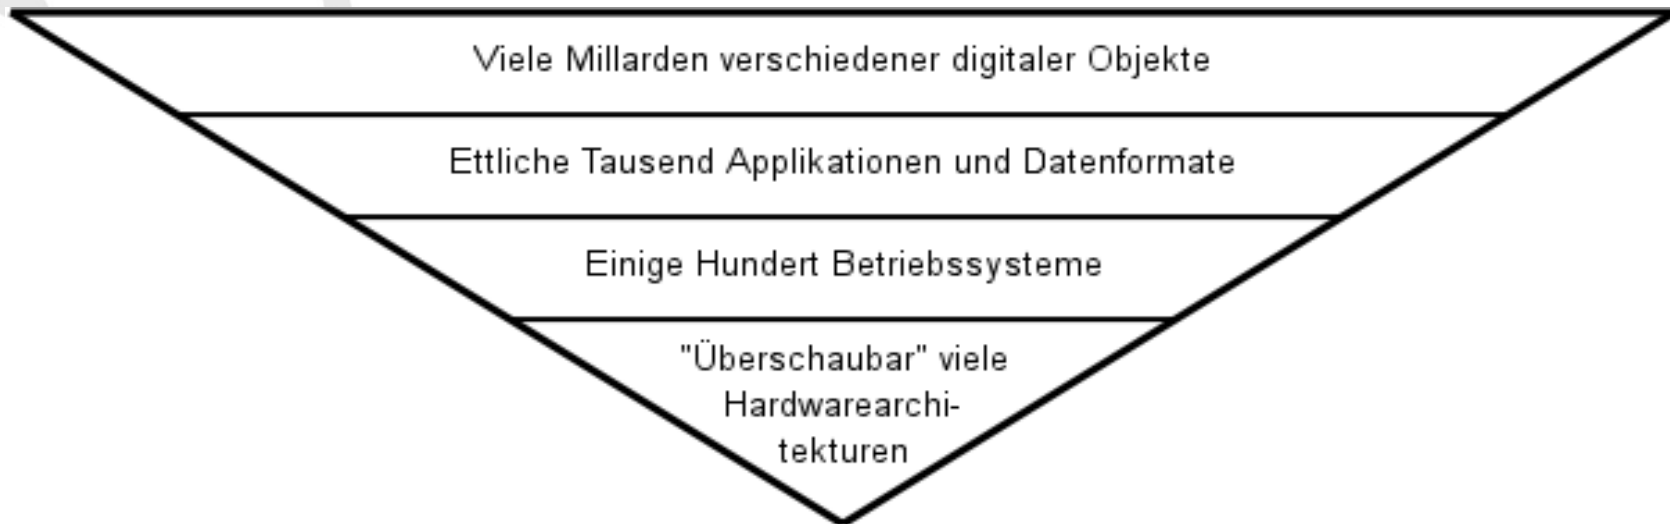 Viele Millarden verschiedener digitaler Objekte
Ettliche Tausend Applikationen und Datenformate
Einige Hundert Betriebssysteme
"Überschaubar" viele
Hardwarearchi-
tekturen